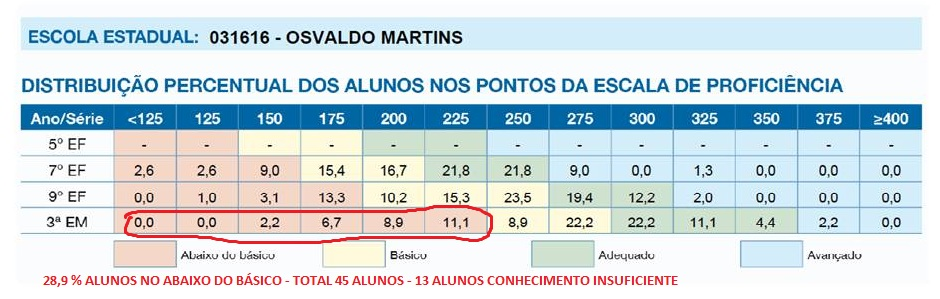 ESCOLA ESTADUAL: 031616 - OSVALDO MARTINS
DISTRIBUIÇÃO PERCENTUAL DOS ALUNOS NOS PONTOS DA ESCALA DE PROFICIÊNCIA
Ano/Série <125 125 150 175 200 225 250 275 300 325 350 375 ≥400
5º EF - - - - - - - - - - - - -
7º EF 2,6 2,6 9,0 15,4 16,7 21,8 21,8 9,0 0,0 1,3 0,0 0,0 0,0
9º EF 0,0 1,0 3,1 13,3 10,2 15,3 23,5 19,4 12,2 2,0 0,0 0,0 0,0
3ª EM 0,0 0,0 2,2 6,7 8,9 11,1 8,9 22,2 22,2 11,1 4,4 2,2 0,0
Abaixo do básico Básico Adequado Avançado
28,9 % ALUNOS NO ABAIXO DO BÁSICO - TOTAL 45 ALUNOS - 13 ALUNOS CONHECIMENTO INSUFICIENTE